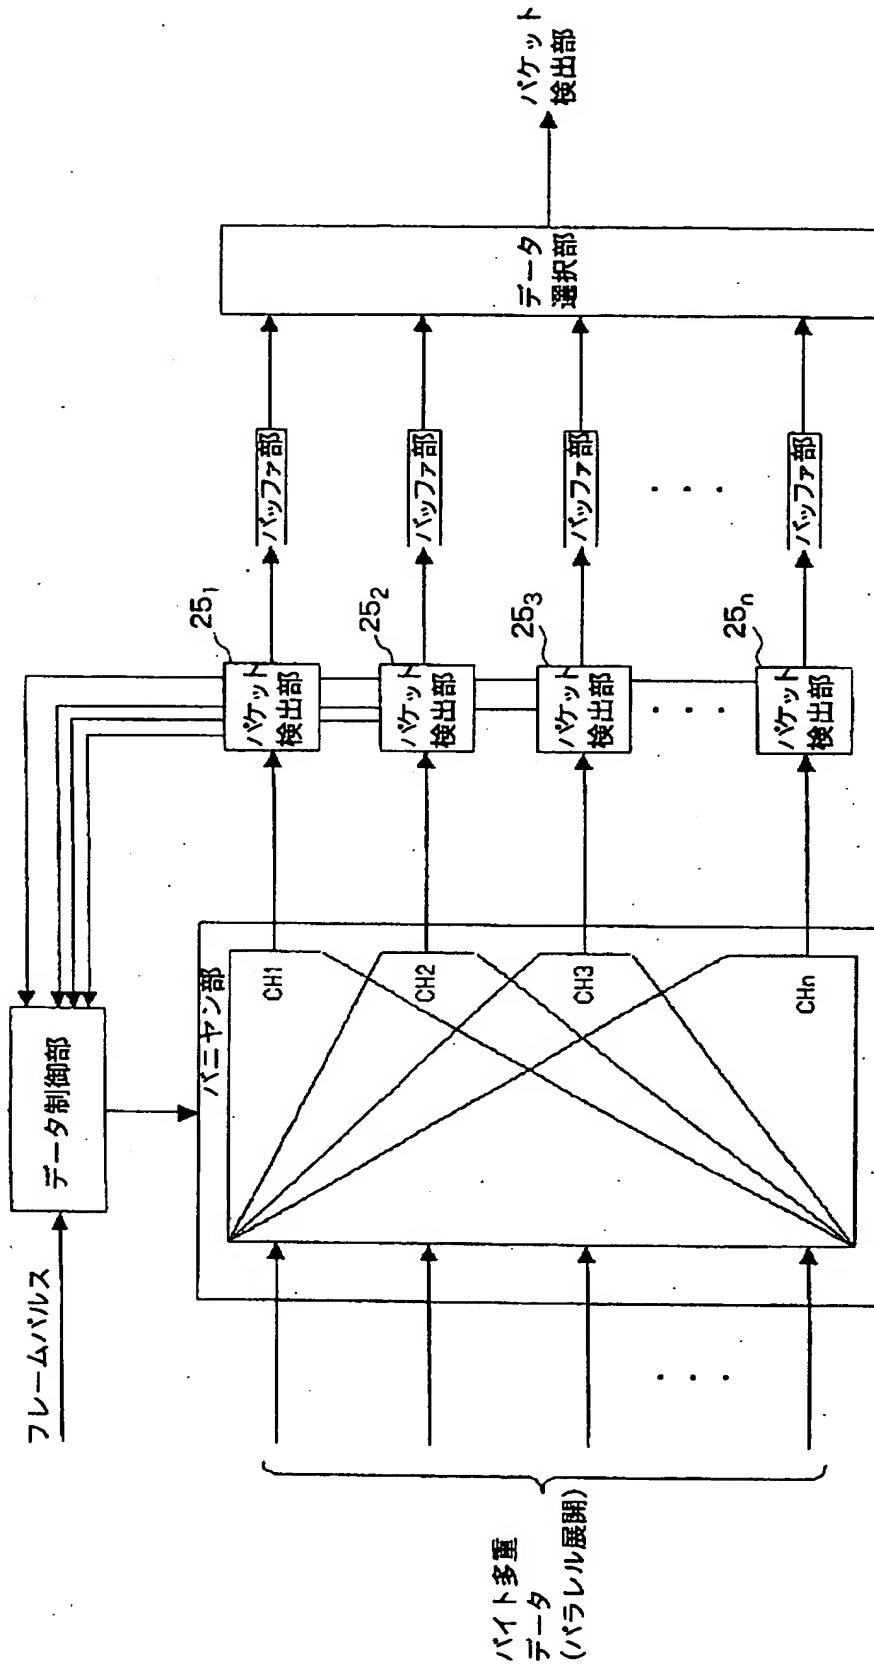 フレームパルス
データ制御部
バイト多重
データ
(パラレル展開)
バニヤン部
CH1
CH2
CH3
CHn
パケット
検出部
25₁
パケット
検出部
25₂
パケット
検出部
25₃
パケット
検出部
25n
バッファ部
バッファ部
バッファ部
バッファ部
データ
選択部
パケット
検出部